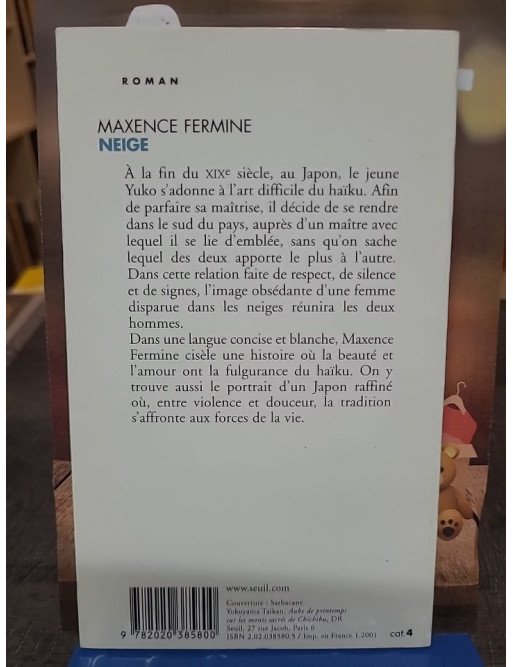 ROMAN
MAXENCE FERMINE
NEIGE
À la fin du XIXe siècle, au Japon, le jeune
Yuko s'adonne à l'art difficile du haïku. Afin
de parfaire sa maîtrise, il décide de se rendre
dans le sud du pays, auprès d'un maître avec
lequel il se lie d'emblée, sans qu'on sache
lequel des deux apporte le plus à l'autre.
Dans cette relation faite de respect, de silence
et de signes, l'image obsédante d'une femme
disparue dans les neiges réunira les deux
hommes.
Dans une langue concise et blanche, Maxence
Fermine cisèle une histoire où la beauté et
l'amour ont la fulgurance du haïku. On y
trouve aussi le portrait d'un Japon raffiné
où, entre violence et douceur, la tradition
s'affronte aux forces de la vie.
www.seuil.com
Couverture : Sarbacane
Yokoyama Taikan, Aube de printemps
sur les monts sacrés de Chichibu, DR
Seuil, 27 rue Jacob, Paris 6
ISBN 2.02.038580.5 / Imp. en France 1.2001
cat.4
9 782020 385800